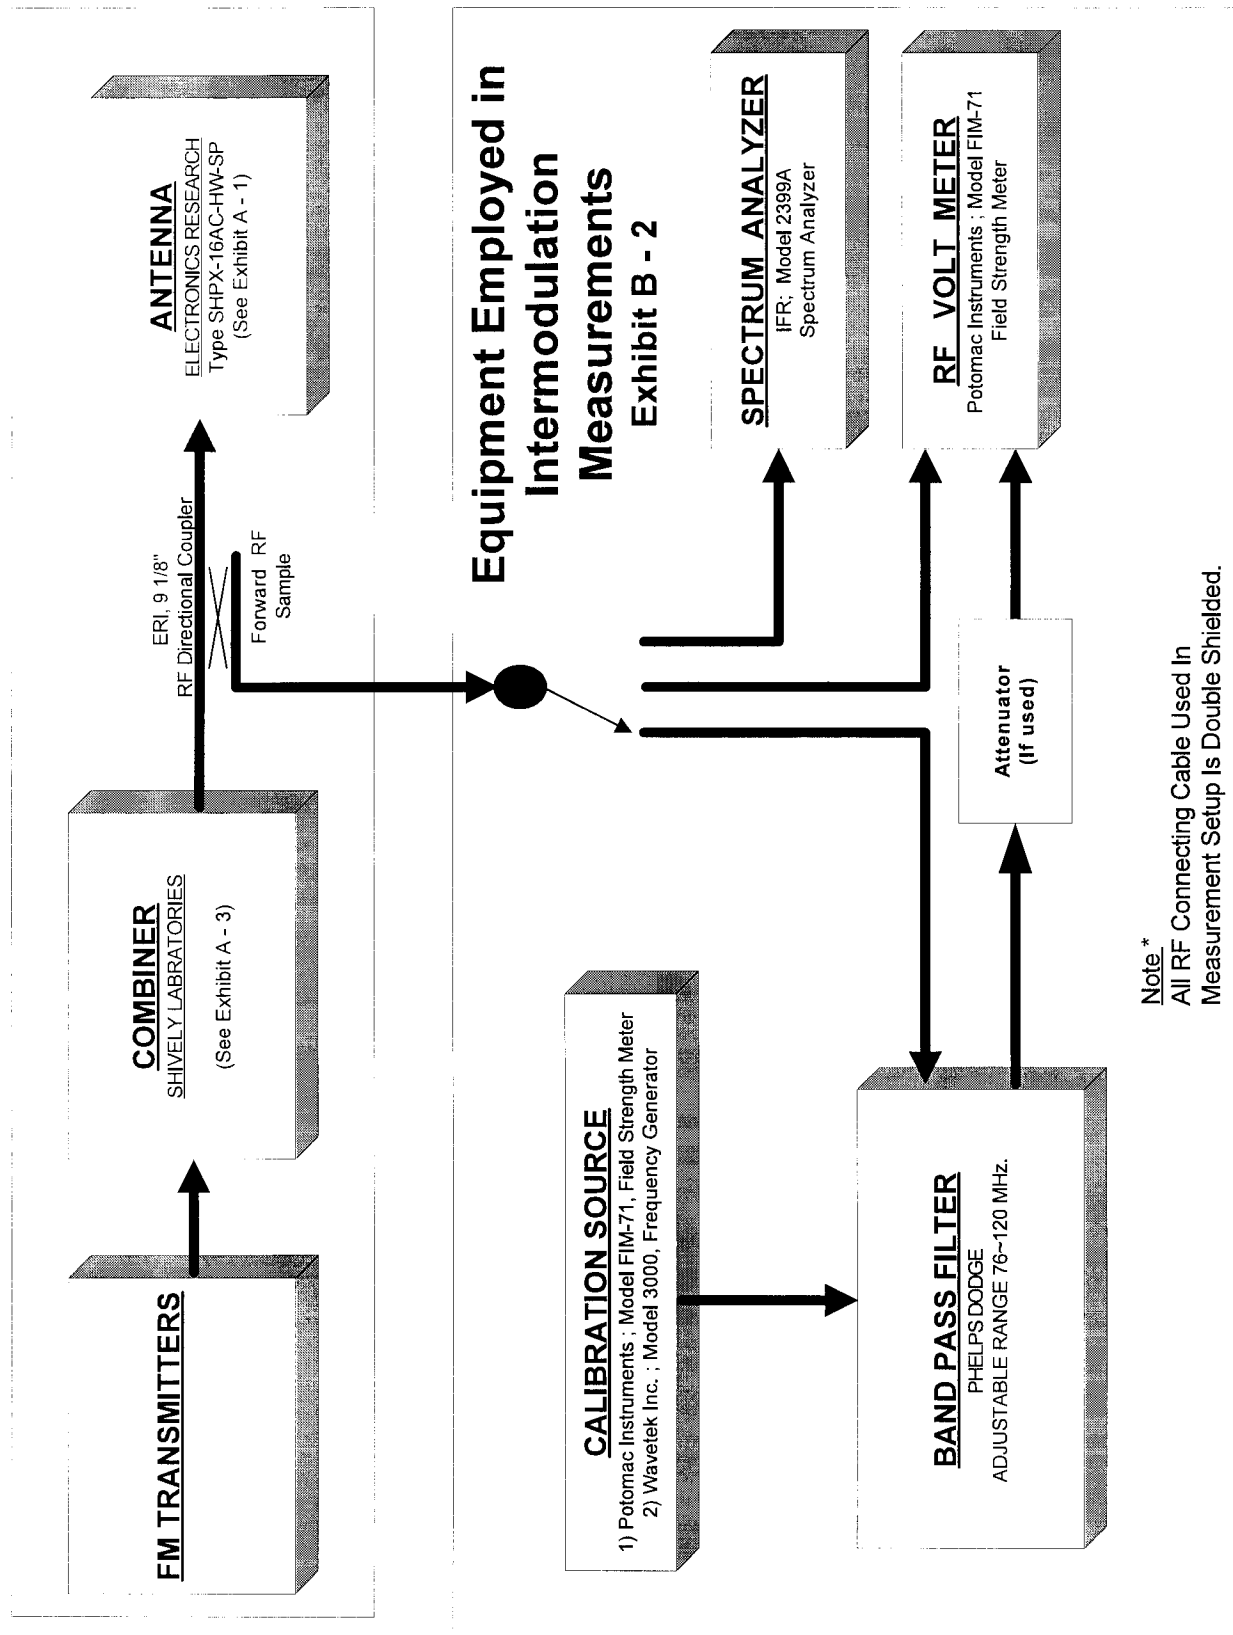 FM TRANSMITTERS
COMBINER
SHIVELY LABRATORIES
(See Exhibit A - 3)
ERI, 9 1/8"
RF Directional Coupler
Forward RF
Sample
ANTENNA
ELECTRONICS RESEARCH
Type SHPX-16AC-HW-SP
(See Exhibit A - 1)
Equipment Employed in
Intermodulation
Measurements
Exhibit B - 2
CALIBRATION SOURCE
1) Potomac Instruments ; Model FIM-71, Field Strength Meter
2) Wavetek Inc. ; Model 3000, Frequency Generator
SPECTRUM ANALYZER
IFR; Model 2399A
Spectrum Analyzer
BAND PASS FILTER
PHELPS DODGE
ADJUSTABLE RANGE 76~120 MHz.
Attenuator
(If used)
RF VOLT METER
Potomac Instruments ; Model FIM-71
Field Strength Meter
Note*
All RF Connecting Cable Used In
Measurement Setup Is Double Shielded.